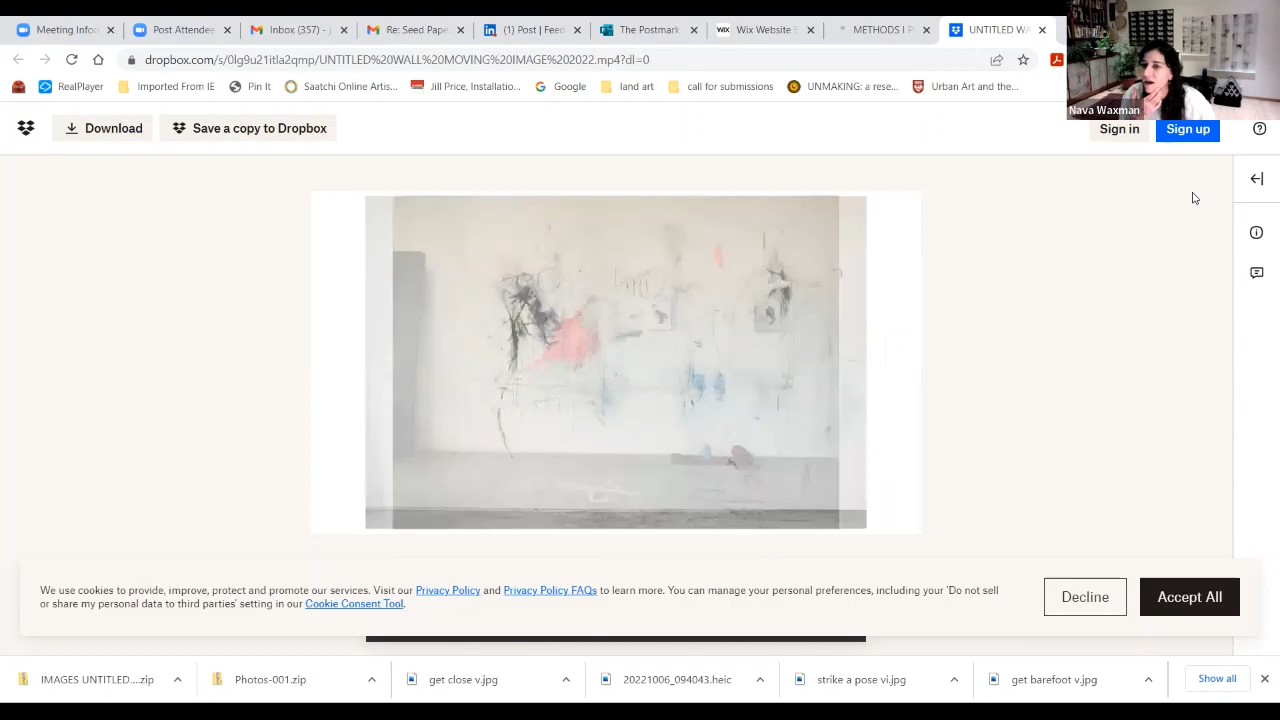 Meeting Infor
Post Attendee
Inbox (357) -
Re: Seed
(1) Post | Feed
The Postmark
Wix Website E
UNTITLED WA
dropbox.com/s/0lg9u21itla2qmp/UNTITLED%20WALL%20MOVING%20IMAGE%202022.mp4?dl=0
RealPlayer
Imported From IE
Pin It
Saatchi Online Artis...
Jill Price, Installatio...
Google
land art
call for submissions
UNMAKING: a rese...
Urban Art and the...
Nava Waxman
Download
Save a copy to Dropbox
Sign in
Sign up
We use cookies to provide, improve, protect and promote our services. Visit our Privacy Policy and Privacy Policy FAQs to learn more. You can manage your personal preferences, including your 'Do not sell
or share my personal data to third parties' setting in our Cookie Consent Tool.
Decline
Accept All
IMAGES UNTITLED....zip
Photos-001.zip
get close v.jpg
20221006_094043.heic
strike a pose vi.jpg
get barefoot v.jpg
Show all